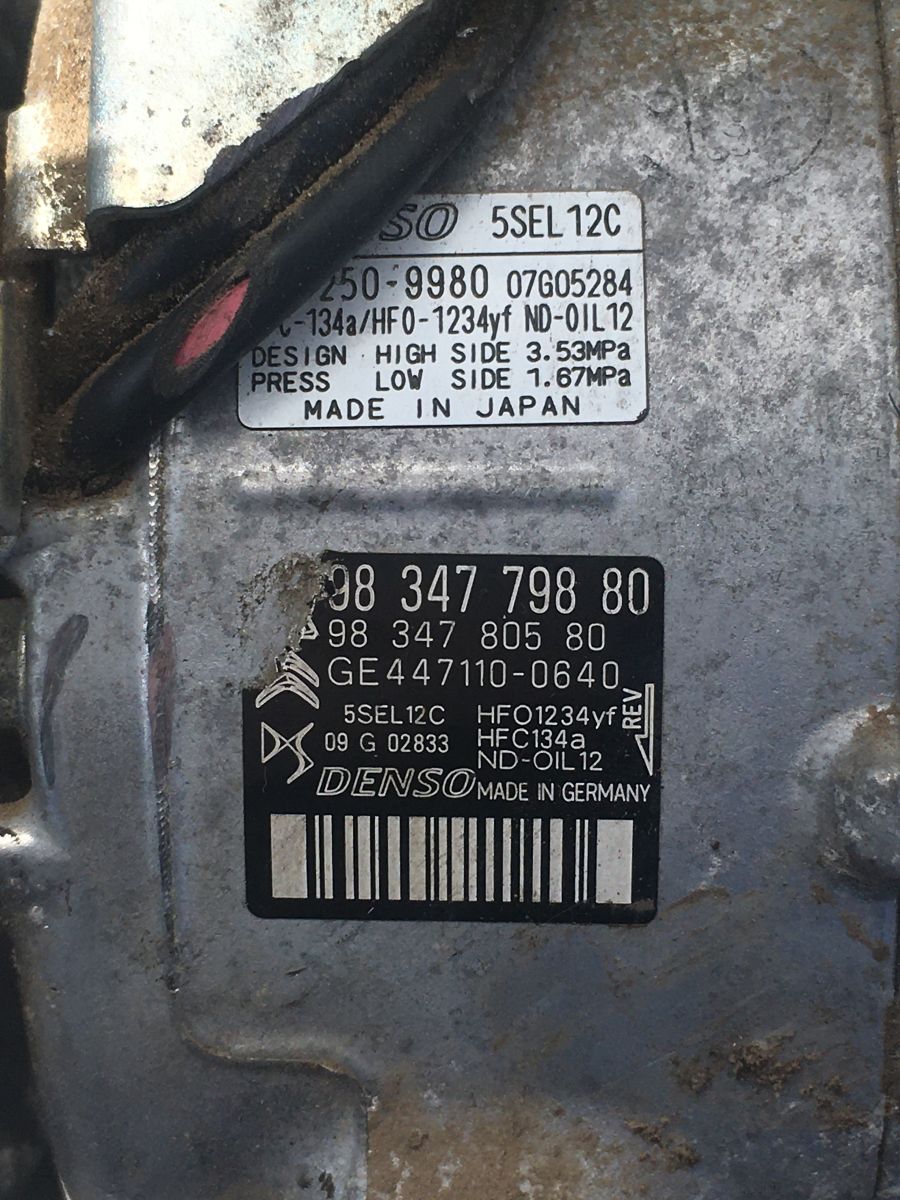 5SEL12C
250-9980 07G05284
C-134a/HFO-1234yf ND-OIL12
DESIGN HIGH SIDE 3.53MPa
PRESS LOW SIDE 1.67MPa
MADE IN JAPAN
98 347 798 80
98 347 805 80
GE447110-0640
5SEL12C HFO1234yf
09 G 02833 HFC134a
ND-OIL12
REV
DENSO MADE IN GERMANY